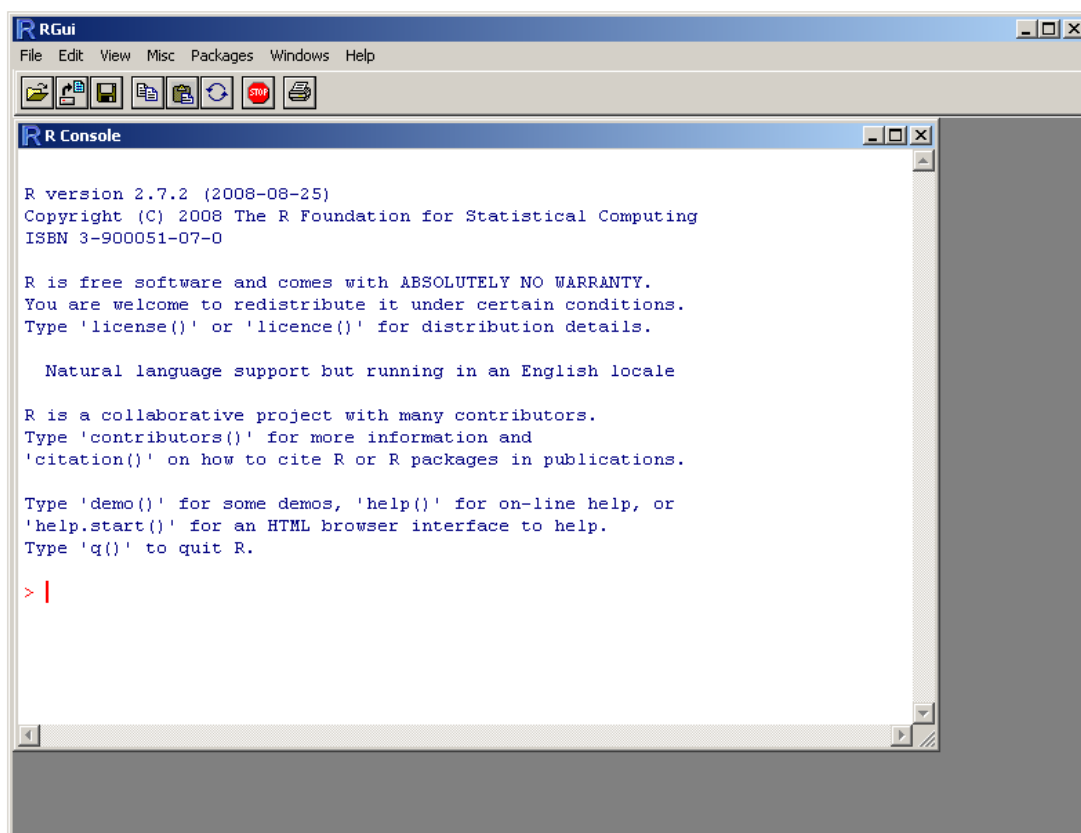 RGui
File Edit View Misc Packages Windows Help
STOP
R Console
R version 2.7.2 (2008-08-25)
Copyright (C) 2008 The R Foundation for Statistical Computing
ISBN 3-900051-07-0
R is free software and comes with ABSOLUTELY NO WARRANTY.
You are welcome to redistribute it under certain conditions.
Type 'license()' or 'licence()' for distribution details.
Natural language support but running in an English locale
R is a collaborative project with many contributors.
Type 'contributors()' for more information and
'citation()' on how to cite R or R packages in publications.
Type 'demo()' for some demos, 'help()' for on-line help, or
'help.start()' for an HTML browser interface to help.
Type 'q()' to quit R.
>